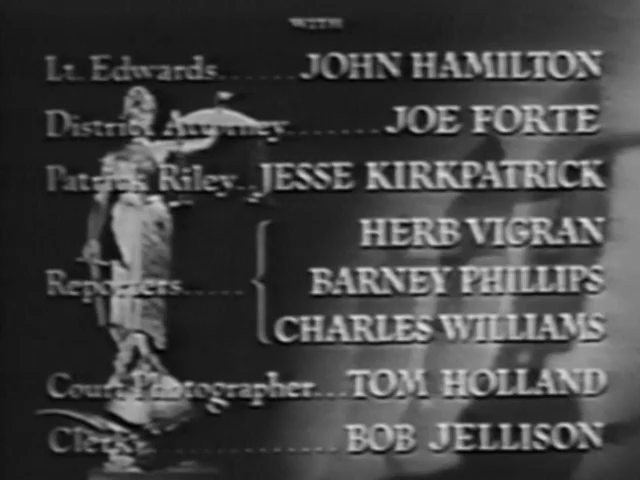 WITH
Lt. Edwards......JOHN HAMILTON
District Attorney.......JOE FORTE
Patrick Riley..JESSE KIRKPATRICK
HERB VIGRAN
Reporters..... { BARNEY PHILLIPS
CHARLES WILLIAMS
Court Photographer...TOM HOLLAND
Clerk...............BOB JELLISON